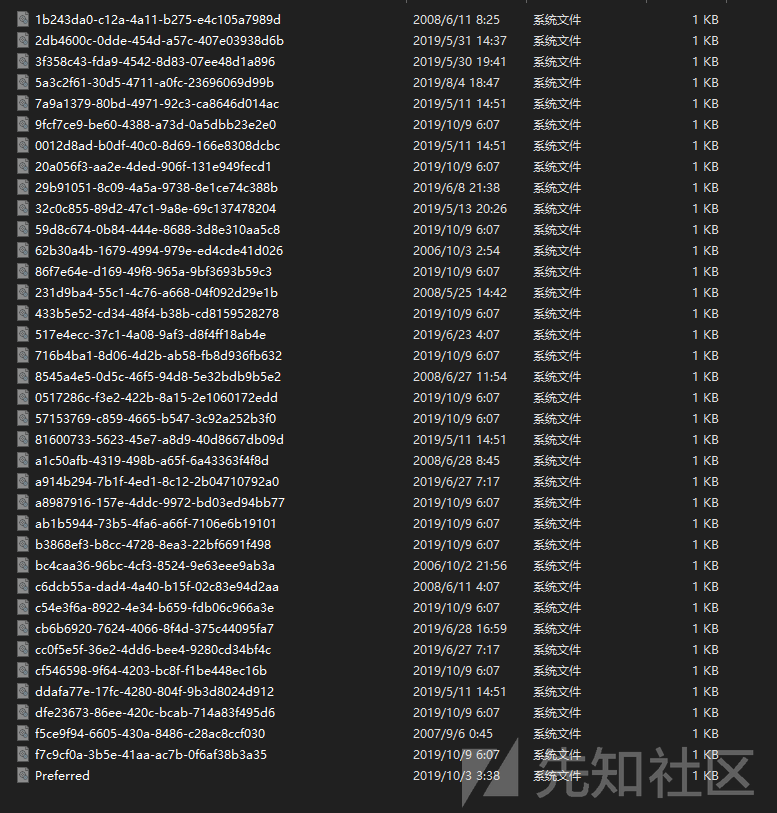 1b243da0-c12a-4a11-b275-e4c105a7989d 2008/6/11 8:25 系统文件 1 KB
2db4600c-0dde-454d-a57c-407e03938d6b 2019/5/31 14:37 系统文件 1 KB
3f358c43-fda9-4542-8d83-07ee48d1a896 2019/5/30 19:41 系统文件 1 KB
5a3c2f61-30d5-4711-a0fc-23696069d99b 2019/8/4 18:47 系统文件 1 KB
7a9a1379-80bd-4971-92c3-ca8646d014ac 2019/5/11 14:51 系统文件 1 KB
9fcf7ce9-be60-4388-a73d-0a5dbb23e2e0 2019/10/9 6:07 系统文件 1 KB
0012d8ad-b0df-40c0-8d69-166e8308dcbc 2019/5/11 14:51 系统文件 1 KB
20a056f3-aa2e-4ded-906f-131e949fecd1 2019/10/9 6:07 系统文件 1 KB
29b91051-8c09-4a5a-9738-8e1ce74c388b 2019/6/8 21:38 系统文件 1 KB
32c0c855-89d2-47c1-9a8e-69c137478204 2019/5/13 20:26 系统文件 1 KB
59d8c674-0b84-444e-8688-3d8e310aa5c8 2019/10/9 6:07 系统文件 1 KB
62b30a4b-1679-4994-979e-ed4cde41d026 2006/10/3 2:54 系统文件 1 KB
86f7e64e-d169-49f8-965a-9bf3693b59c3 2019/10/9 6:07 系统文件 1 KB
231d9ba4-55c1-4c76-a668-04f092d29e1b 2008/5/25 14:42 系统文件 1 KB
433b5e52-cd34-48f4-b38b-cd8159528278 2019/10/9 6:07 系统文件 1 KB
517e4ecc-37c1-4a08-9af3-d8f4ff18ab4e 2019/6/23 4:07 系统文件 1 KB
716b4ba1-8d06-4d2b-ab58-fb8d936fb632 2019/10/9 6:07 系统文件 1 KB
8545a4e5-0d5c-46f5-94d8-5e32bdb9b5e2 2008/6/27 11:54 系统文件 1 KB
0517286c-f3e2-422b-8a15-2e1060172edd 2019/10/9 6:07 系统文件 1 KB
57153769-c859-4665-b547-3c92a252b3f0 2019/10/9 6:07 系统文件 1 KB
81600733-5623-45e7-a8d9-40d8667db09d 2019/5/11 14:51 系统文件 1 KB
a1c50afb-4319-498b-a65f-6a43363f4f8d 2008/6/28 8:45 系统文件 1 KB
a914b294-7b1f-4ed1-8c12-2b04710792a0 2019/6/27 7:17 系统文件 1 KB
a8987916-157e-4ddc-9972-bd03ed94bb77 2019/10/9 6:07 系统文件 1 KB
ab1b5944-73b5-4fa6-a66f-7106e6b19101 2019/10/9 6:07 系统文件 1 KB
b3868ef3-b8cc-4728-8ea3-22bf6691f498 2019/10/9 6:07 系统文件 1 KB
bc4caa36-96bc-4cf3-8524-9e63eee9ab3a 2006/10/2 21:56 系统文件 1 KB
c6dcb55a-dad4-4a40-b15f-02c83e94d2aa 2008/6/11 4:07 系统文件 1 KB
c54e3f6a-8922-4e34-b659-fdb06c966a3e 2019/10/9 6:07 系统文件 1 KB
cb6b6920-7624-4066-8f4d-375c44095fa7 2019/6/28 16:59 系统文件 1 KB
cc0f5e5f-36e2-4dd6-bee4-9280cd34bf4c 2019/6/27 7:17 系统文件 1 KB
cf546598-9f64-4203-bc8f-f1be448ec16b 2019/10/9 6:07 系统文件 1 KB
ddafa77e-17fc-4280-804f-9b3d8024d912 2019/5/11 14:51 系统文件 1 KB
dfe23673-86ee-420c-bcab-714a83f495d6 2019/10/9 6:07 系统文件 1 KB
f5ce9f94-6605-430a-8486-c28ac8ccf030 2007/9/6 0:45 系统文件 1 KB
f7c9cf0a-3b5e-41aa-ac7b-0f6af38b3a35 2019/10/9 6:07 系统文件 1 KB
Preferred 2019/10/3 3:38 系统文件 1 KB
先知社区